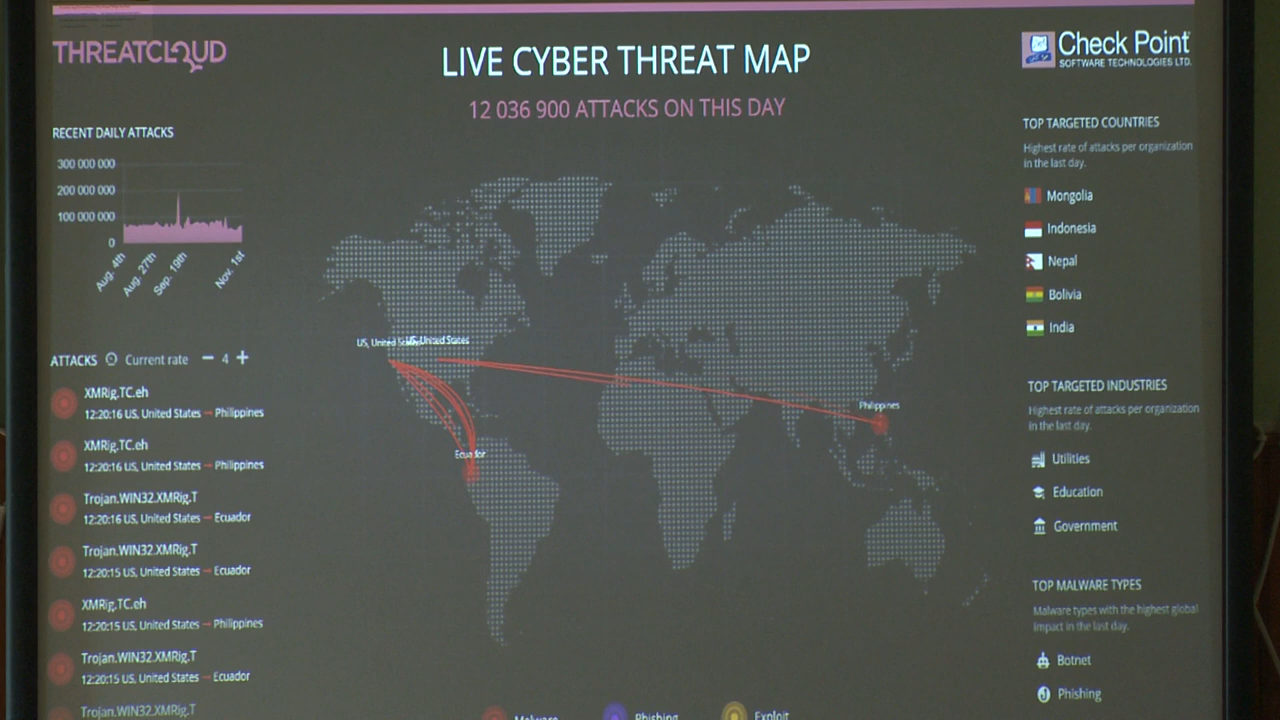 THREATCLOUD
LIVE CYBER THREAT MAP
12 036 900 ATTACKS ON THIS DAY
Check Point
SOFTWARE TECHNOLOGIES LTD.
RECENT DAILY ATTACKS
300 000 000
200 000 000
100 000 000
0
Aug. 4th
Aug. 27th
Sep. 19th
Nov. 1st
ATTACKS Current rate − 4 +
XMRig.TC.eh
12:20:16 US, United States → Philippines
XMRig.TC.eh
12:20:16 US, United States → Philippines
Trojan.WIN32.XMRig.T
12:20:16 US, United States → Ecuador
Trojan.WIN32.XMRig.T
12:20:15 US, United States → Ecuador
XMRig.TC.eh
12:20:15 US, United States → Philippines
Trojan.WIN32.XMRig.T
12:20:15 US, United States → Ecuador
Trojan.WIN32.XMRig.T
US, United States
US, United States
Philippines
Ecuador
Malware
Phishing
Exploit
TOP TARGETED COUNTRIES
Highest rate of attacks per organization
in the last day.
Mongolia
Indonesia
Nepal
Bolivia
India
TOP TARGETED INDUSTRIES
Highest rate of attacks per organization
in the last day.
Utilities
Education
Government
TOP MALWARE TYPES
Malware types with the highest global
impact in the last day.
Botnet
Phishing